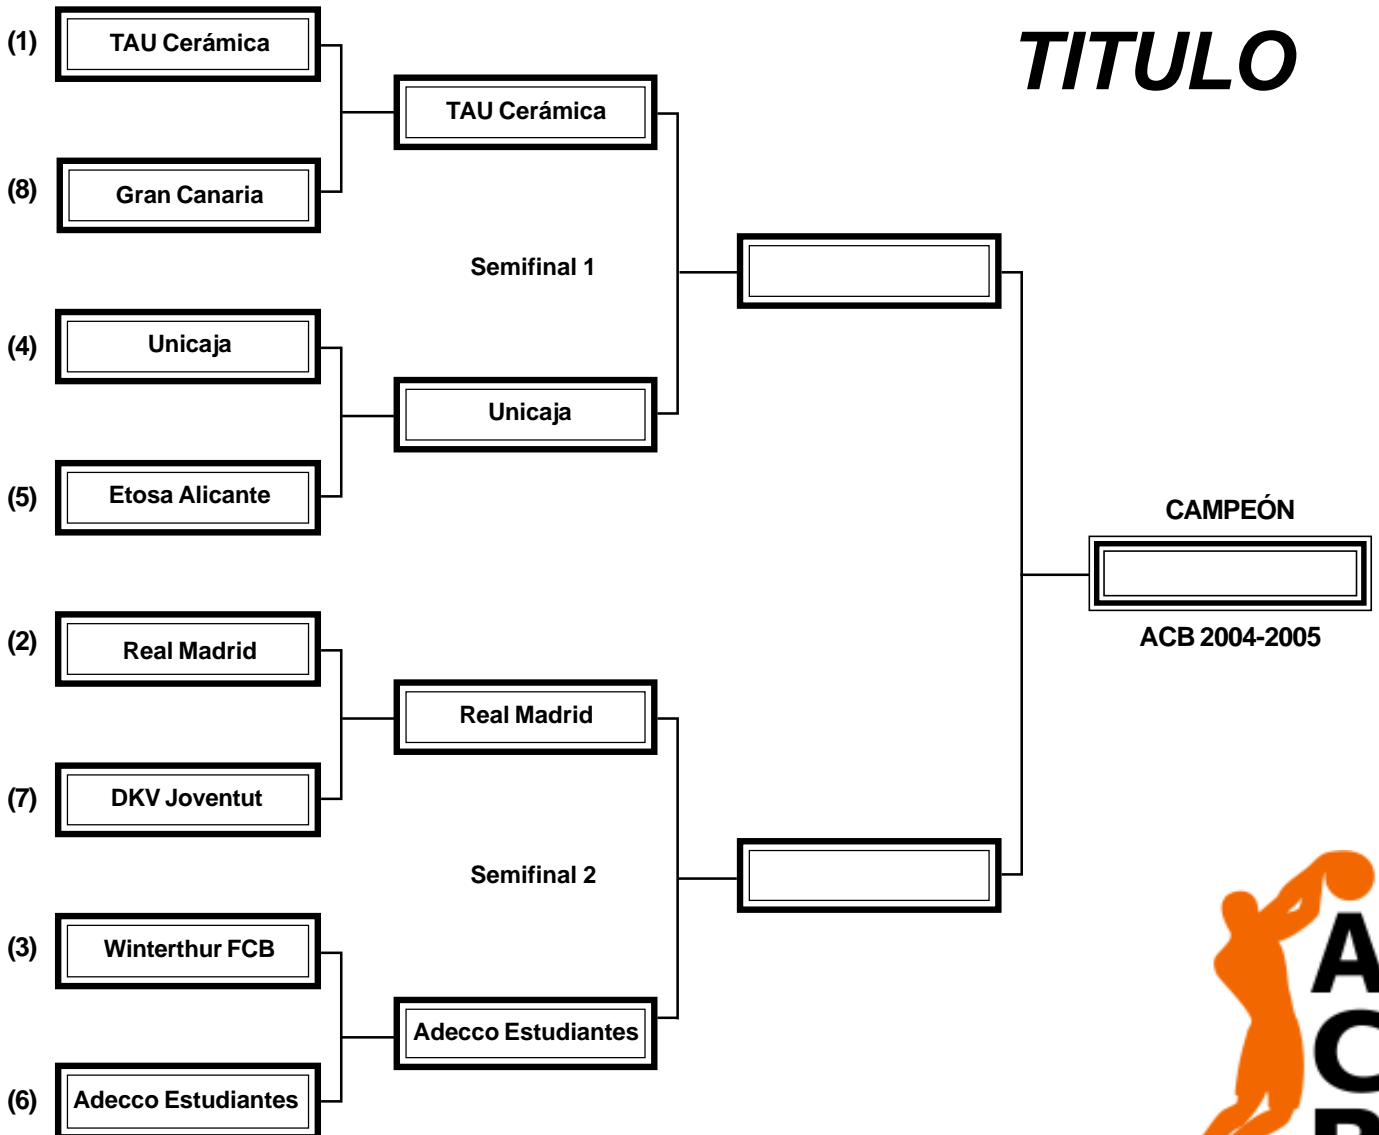 TITULO
(1) TAU Cerámica
TAU Cerámica
(8) Gran Canaria
Semifinal 1
(4) Unicaja
Unicaja
(5) Etosa Alicante
CAMPEÓN
ACB 2004-2005
(2) Real Madrid
Real Madrid
(7) DKV Joventut
Semifinal 2
(3) Winterthur FCB
Adecco Estudiantes
(6) Adecco Estudiantes
A
C
B